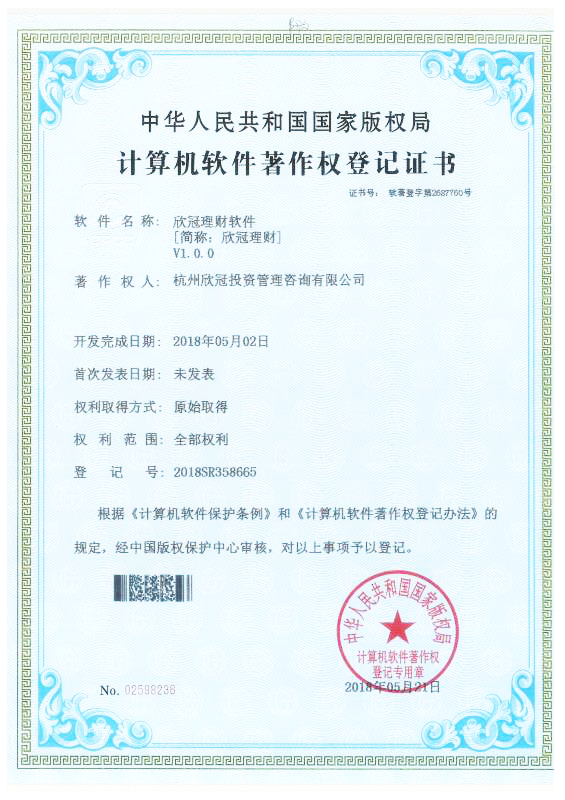 中华人民共和国国家版权局
计算机软件著作权登记证书
证书号： 软著登字第2687760号
软件名称： 欣冠理财软件
[简称：欣冠理财]
V1.0.0
著作权人： 杭州欣冠投资管理咨询有限公司
开发完成日期： 2018年05月02日
首次发表日期： 未发表
权利取得方式： 原始取得
权利范围： 全部权利
登记号： 2018SR358665
根据《计算机软件保护条例》和《计算机软件著作权登记办法》的
规定，经中国版权保护中心审核，对以上事项予以登记。
中华人民共和国国家版权局
计算机软件著作权
登记专用章
No. 02598236
2018年05月21日